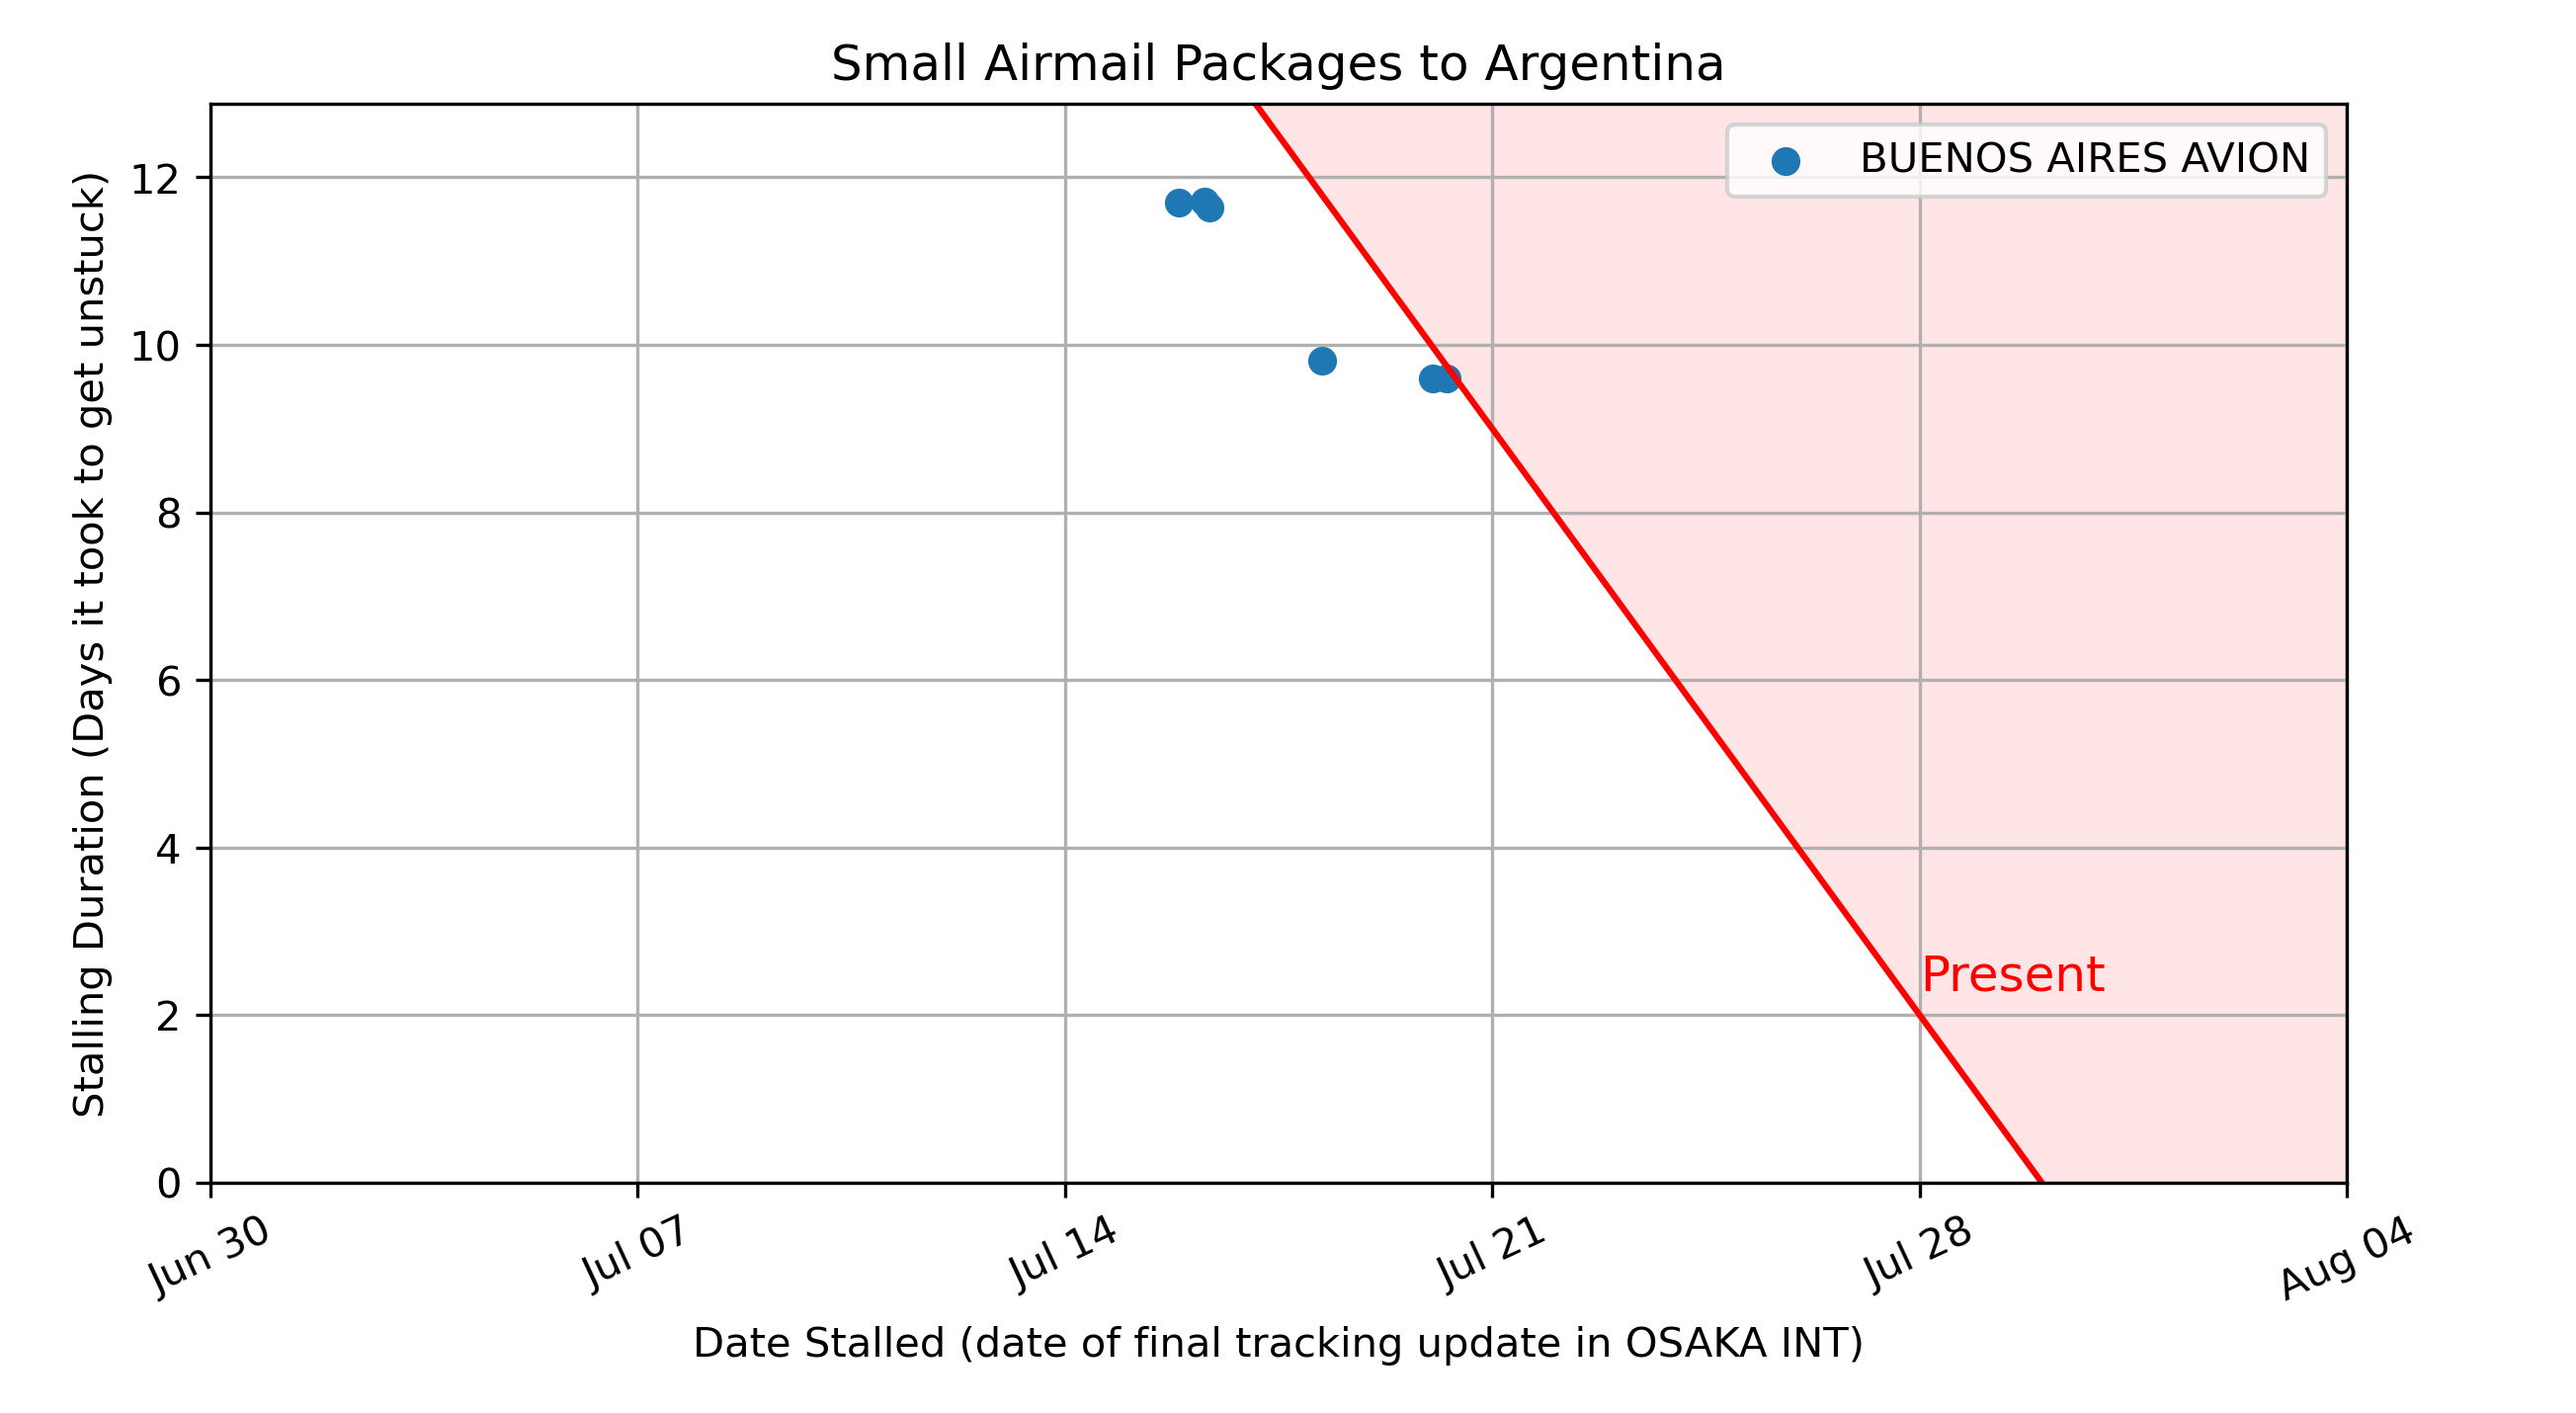 Small Airmail Packages to Argentina
BUENOS AIRES AVION
Stalling Duration (Days it took to get unstuck)
12
10
8
6
4
2
0
Present
Jun 30
Jul 07
Jul 14
Jul 21
Jul 28
Aug 04
Date Stalled (date of final tracking update in OSAKA INT)